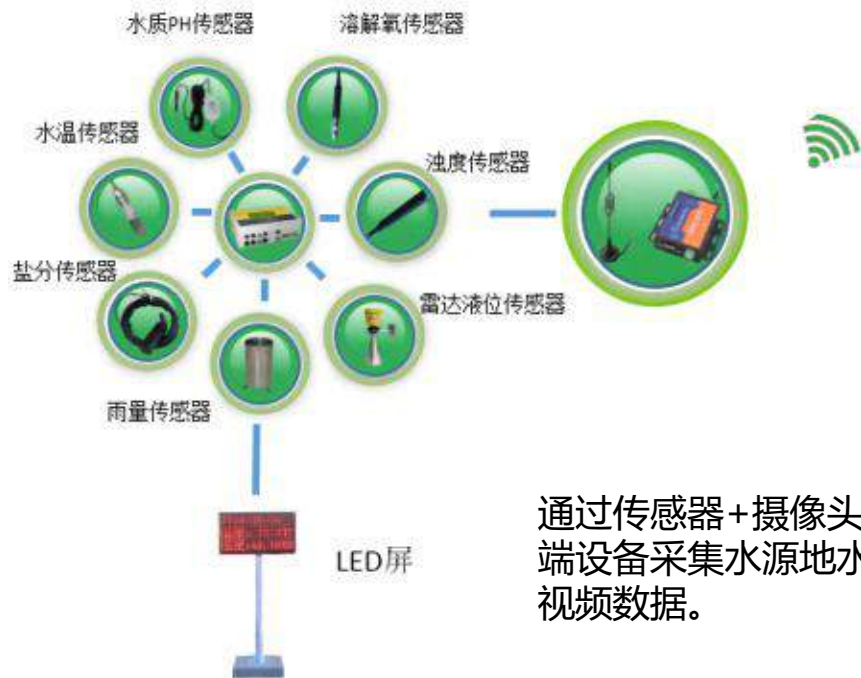 水质PH传感器
溶解氧传感器
水温传感器
浊度传感器
盐分传感器
雷达液位传感器
雨量传感器
LED屏
通过传感器+摄像头
端设备采集水源地水
视频数据。